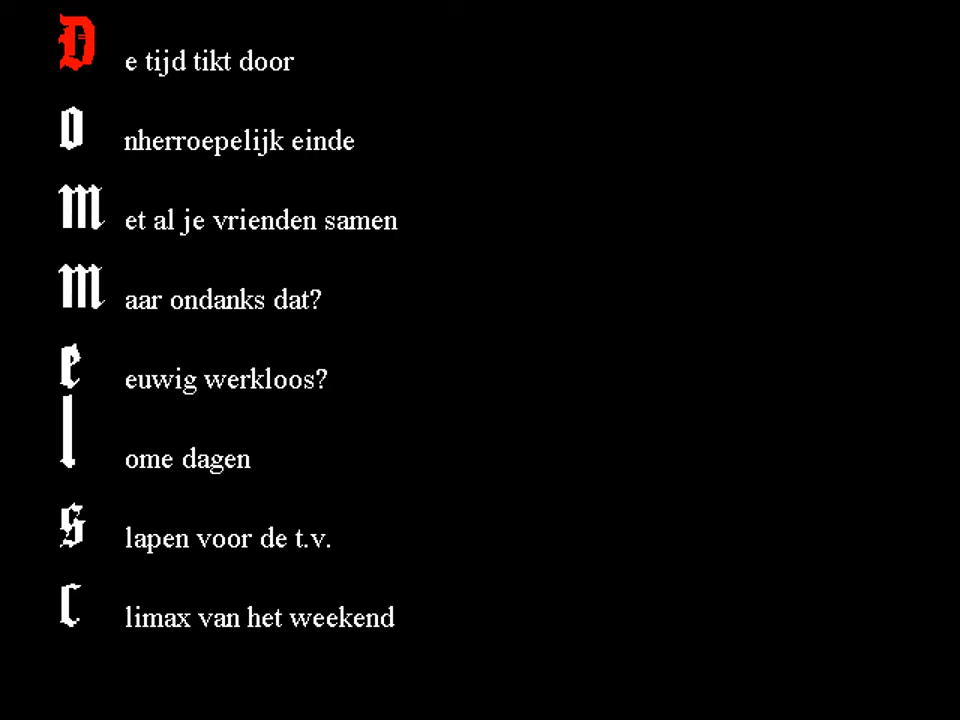 De tijd tikt door
onherroepelijk einde
met al je vrienden samen
maar ondanks dat?
eeuwig werkloos?
lome dagen
slapen voor de t.v.
climax van het weekend